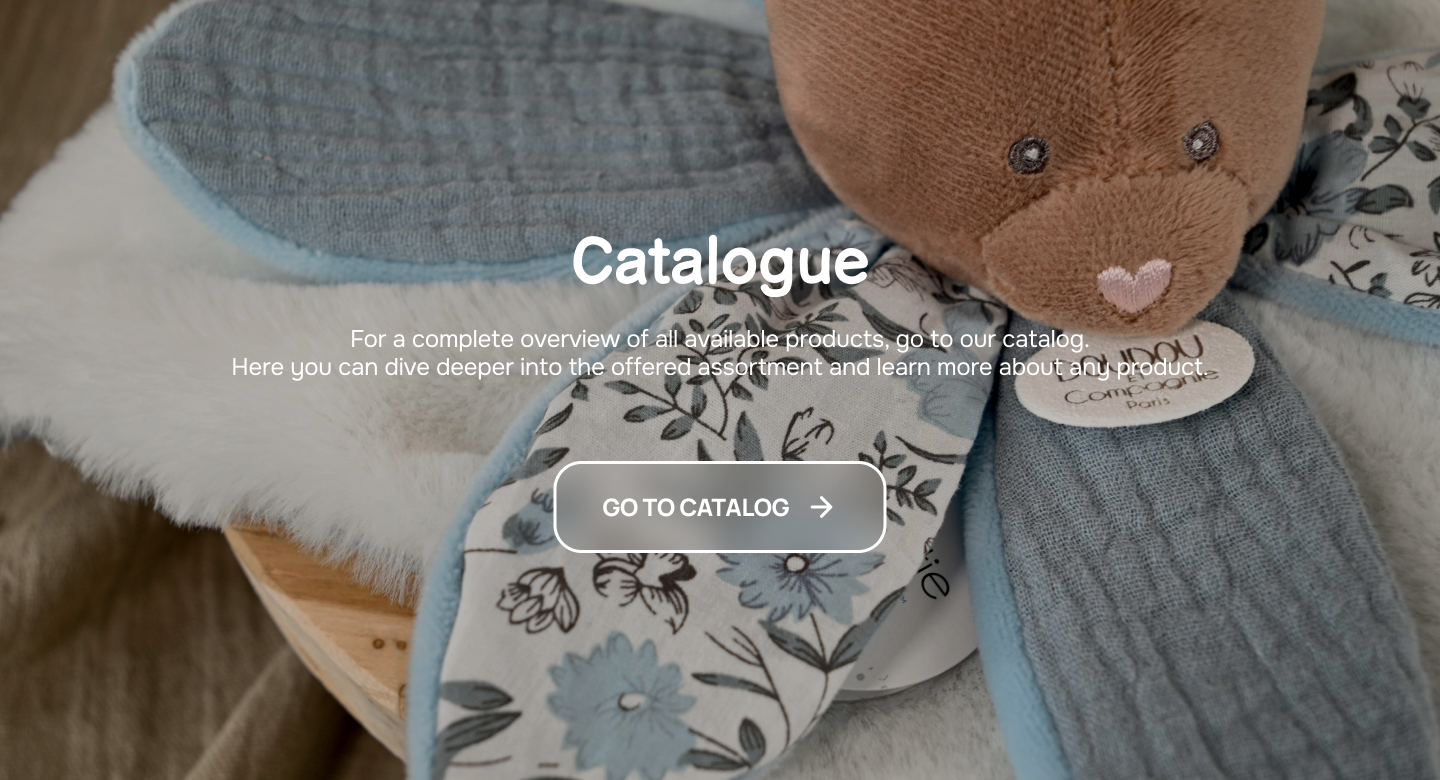 Catalogue
For a complete overview of all available products, go to our catalog.
Here you can dive deeper into the offered assortment and learn more about any product.
DOUDOU
ET
Compagnie
Paris
GO TO CATALOG
ie